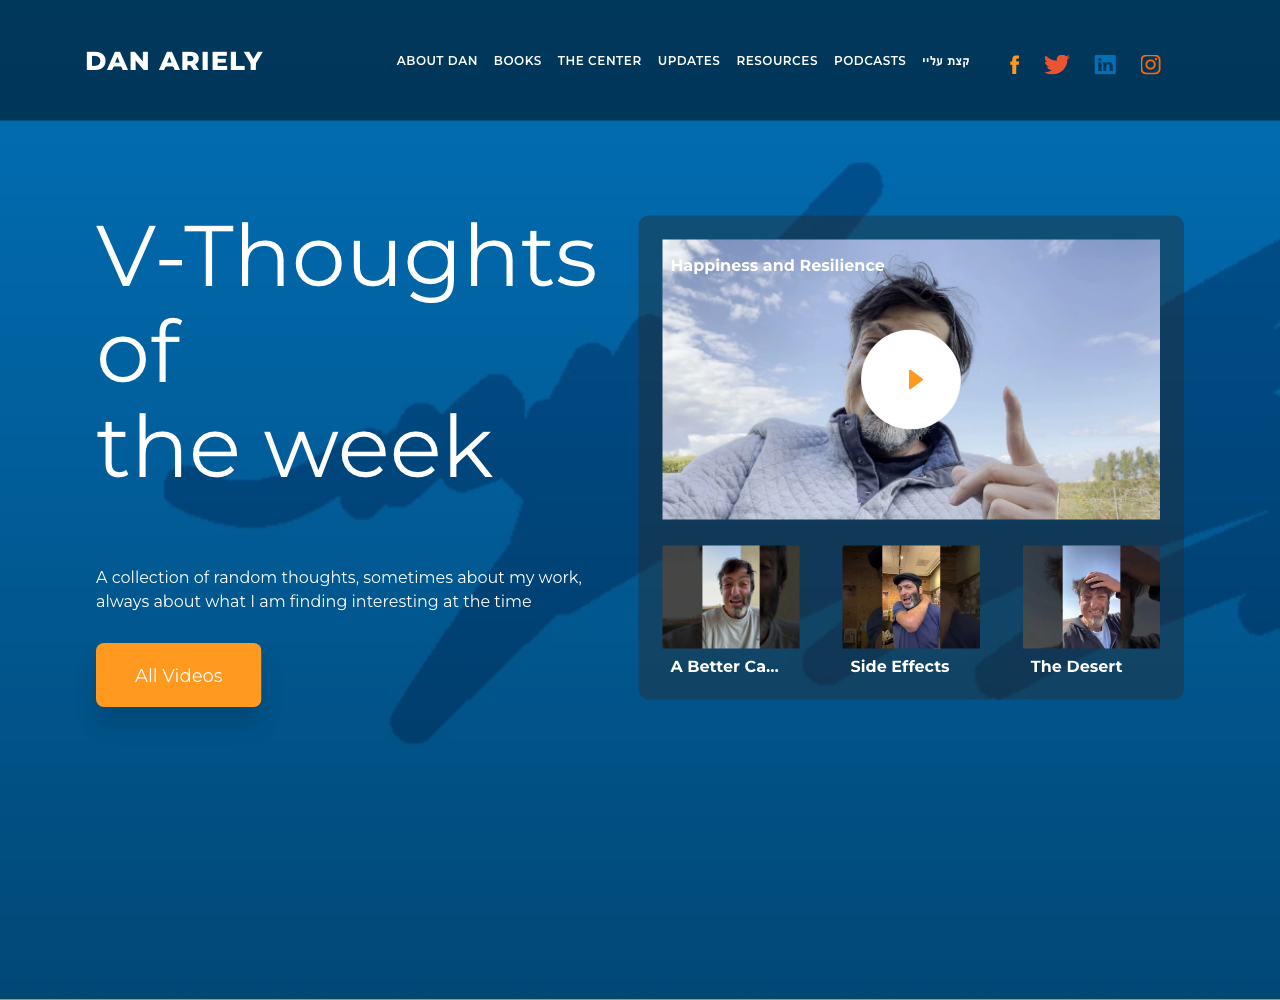 DAN ARIELY
ABOUT DAN BOOKS THE CENTER UPDATES RESOURCES PODCASTS קצת עליי
V-Thoughts
of
the week
A collection of random thoughts, sometimes about my work,
always about what I am finding interesting at the time
All Videos
Happiness and Resilience
A Better Ca...
Side Effects
The Desert